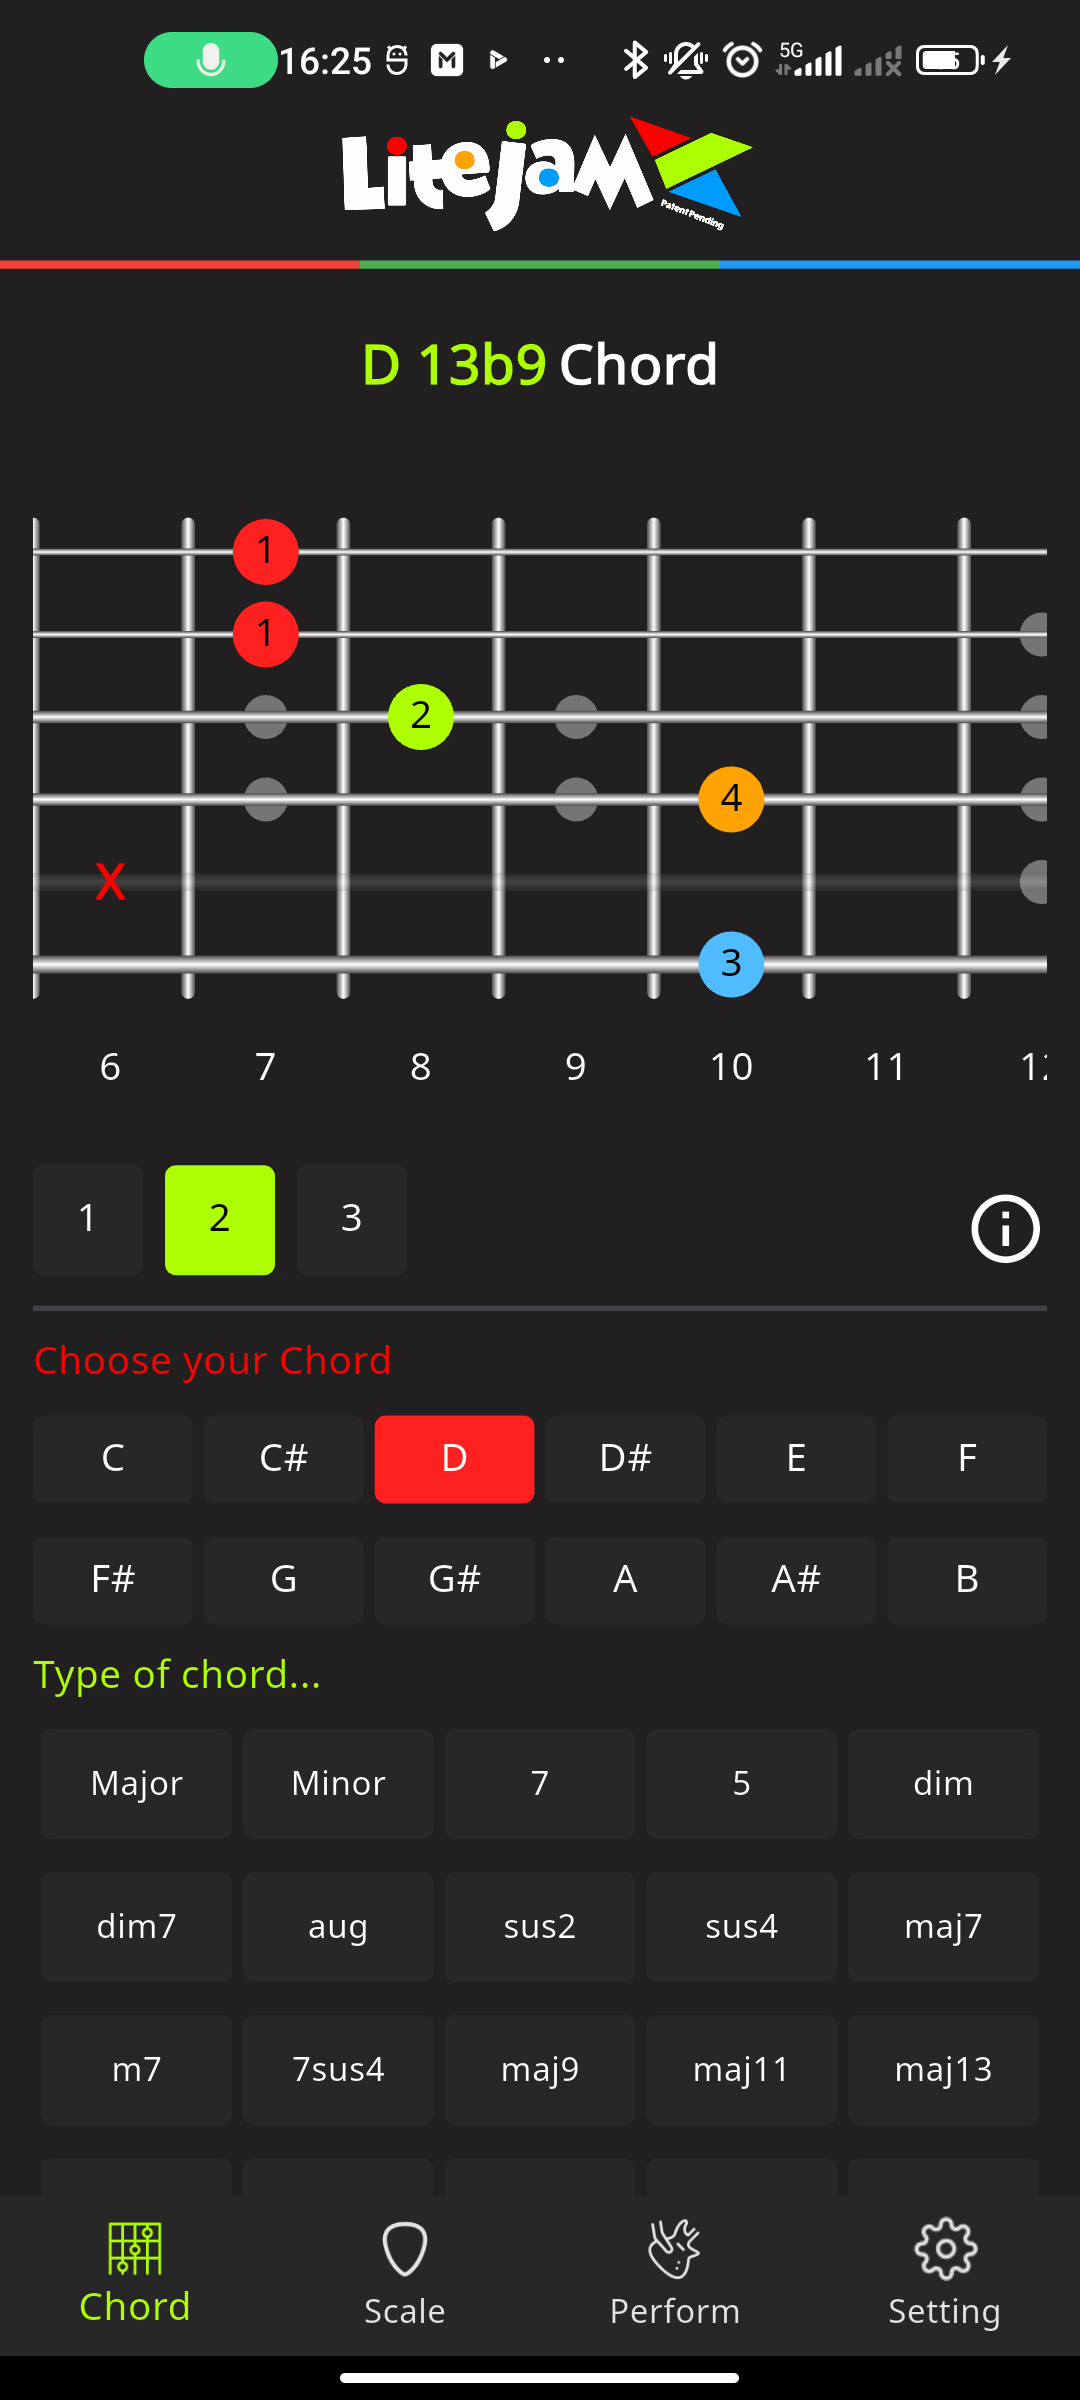 16:25 5G
Litejam
Patent Pending
D 13b9 Chord
1
1
2
4
X
3
6 7 8 9 10 11
1 2 3
Choose your Chord
C C# D D# E F
F# G G# A A# B
Type of chord...
Major Minor 7 5 dim
dim7 aug sus2 sus4 maj7
m7 7sus4 maj9 maj11 maj13
Chord Scale Perform Setting